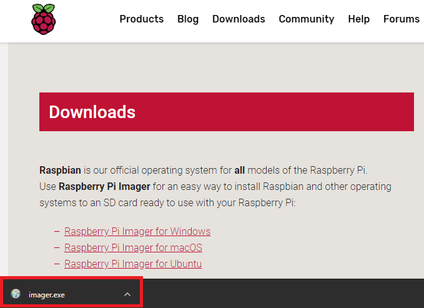 Products Blog Downloads Community Help Forums
Downloads
Raspbian is our official operating system for all models of the Raspberry Pi.
Use Raspberry Pi Imager for an easy way to install Raspbian and other operating
systems to an SD card ready to use with your Raspberry Pi:
– Raspberry Pi Imager for Windows
– Raspberry Pi Imager for macOS
– Raspberry Pi Imager for Ubuntu
imager.exe